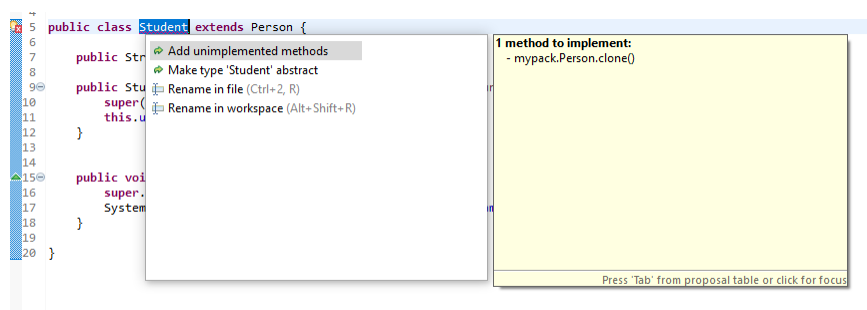 4
5 public class Student extends Person {
6
7 public Str
8
9 public Stu
10 super(
11 this.u
12 }
13
14
15 public voi
16 super.
17 System
18 }
19
20 }
Add unimplemented methods
Make type 'Student' abstract
Rename in file (Ctrl+2, R)
Rename in workspace (Alt+Shift+R)
1 method to implement:
- mypack.Person.clone()
Press 'Tab' from proposal table or click for focus